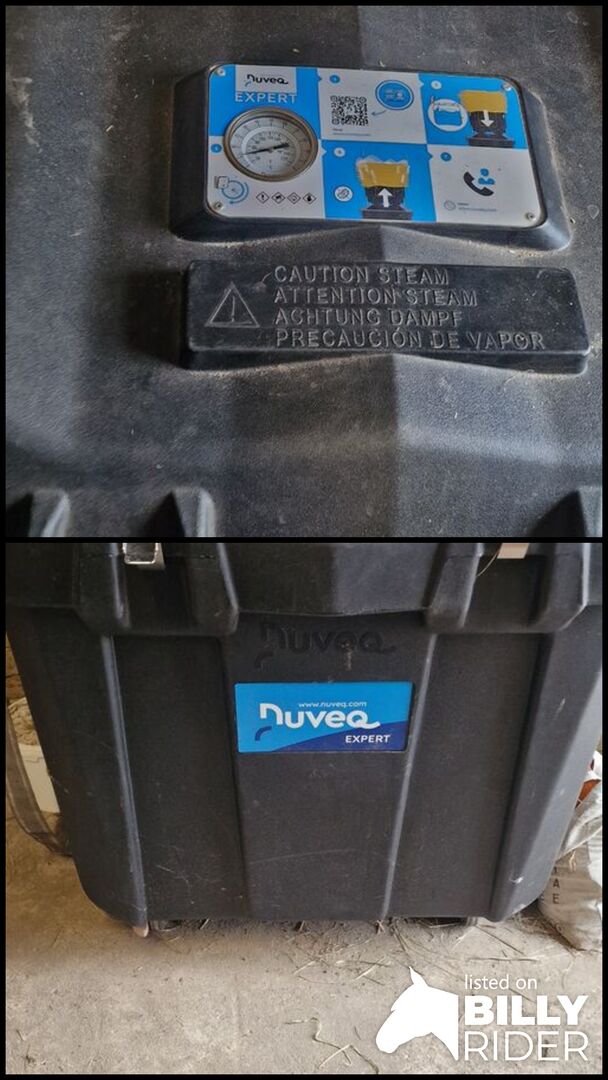 nuveq
EXPERT
CAUTION STEAM
ATTENTION STEAM
ACHTUNG DAMPF
PRECAUCIÓN DE VAPOR
nuveq
www.nuveq.com
nuveq
EXPERT
listed on
BILLY
RIDER